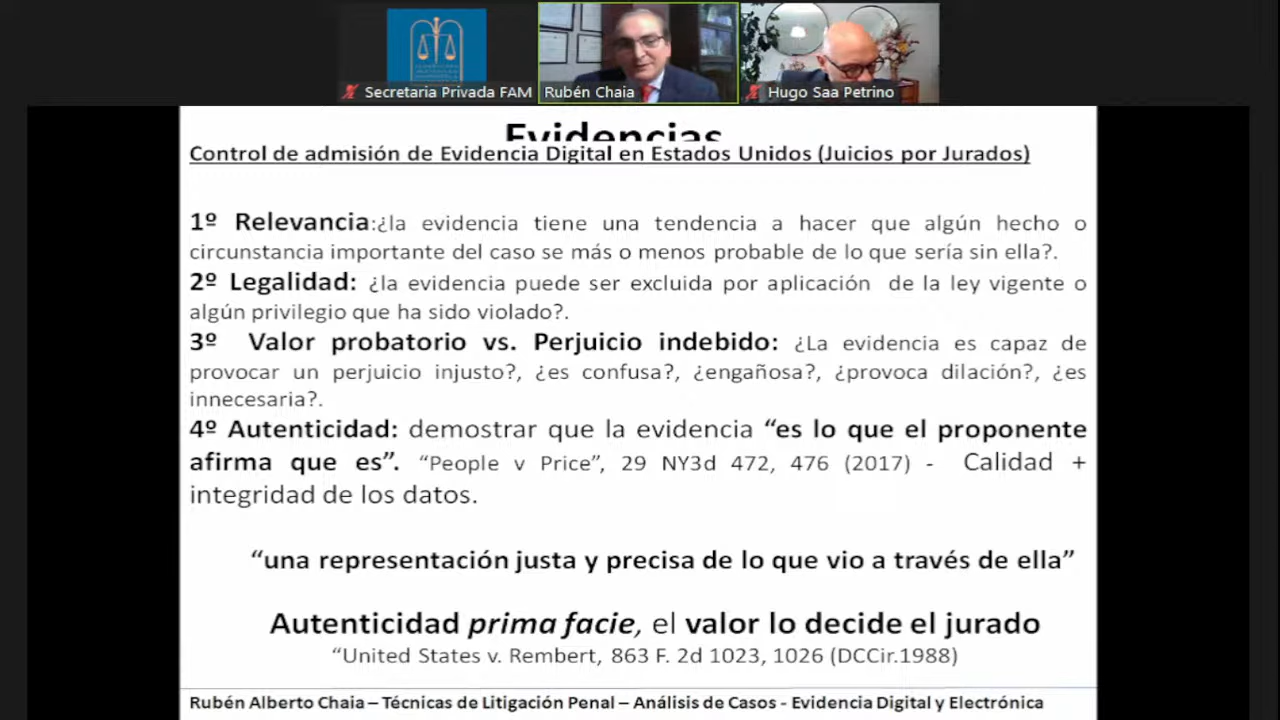 Secretaria Privada FAM
Rubén Chaia
Hugo Saa Petrino
Evidencias
Control de admisión de Evidencia Digital en Estados Unidos (Juicios por Jurados)
1º Relevancia:¿la evidencia tiene una tendencia a hacer que algún hecho o
circunstancia importante del caso se más o menos probable de lo que sería sin ella?.
2º Legalidad: ¿la evidencia puede ser excluida por aplicación de la ley vigente o
algún privilegio que ha sido violado?.
3º Valor probatorio vs. Perjuicio indebido: ¿La evidencia es capaz de
provocar un perjuicio injusto?, ¿es confusa?, ¿engañosa?, ¿provoca dilación?, ¿es
innecesaria?.
4º Autenticidad: demostrar que la evidencia “es lo que el proponente
afirma que es”. “People v Price”, 29 NY3d 472, 476 (2017) - Calidad +
integridad de los datos.
“una representación justa y precisa de lo que vio a través de ella”
Autenticidad prima facie, el valor lo decide el jurado
“United States v. Rembert, 863 F. 2d 1023, 1026 (DCCir.1988)
Rubén Alberto Chaia – Técnicas de Litigación Penal – Análisis de Casos - Evidencia Digital y Electrónica